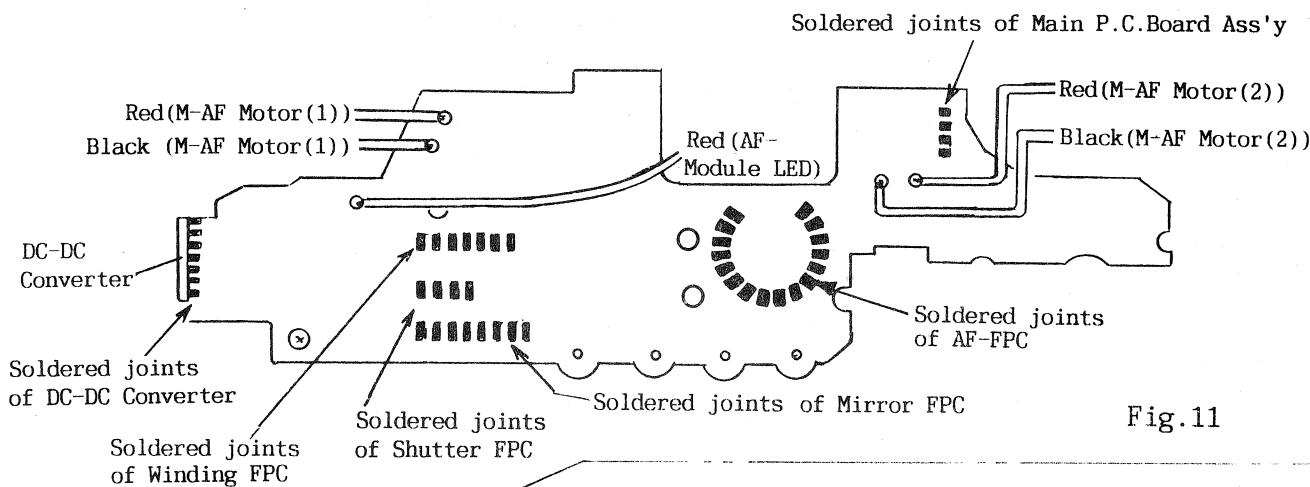 Soldered joints of Main P.C.Board Ass'y
Red(M-AF Motor(1))
Black (M-AF Motor(1))
Red(AF-
Module LED)
Red(M-AF Motor(2))
Black(M-AF Motor(2))
DC-DC
Converter
Soldered joints
of AF-FPC
Soldered joints
of DC-DC Converter
Soldered joints of Mirror FPC
Soldered joints
of Shutter FPC
Soldered joints
of Winding FPC
Fig.11